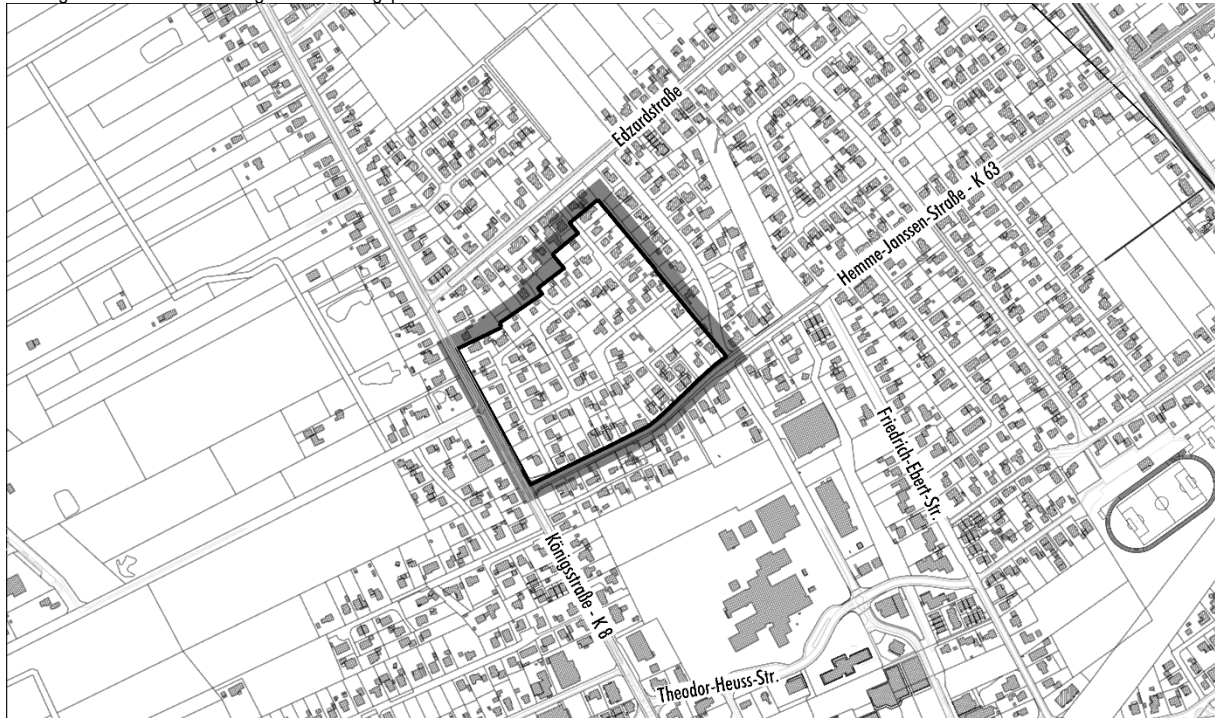 Edzardstraße
Hemme-Janssen-Straße - K 63
Friedrich-Ebert-Str.
Königsstraße - K 8
Theodor-Heuss-Str.